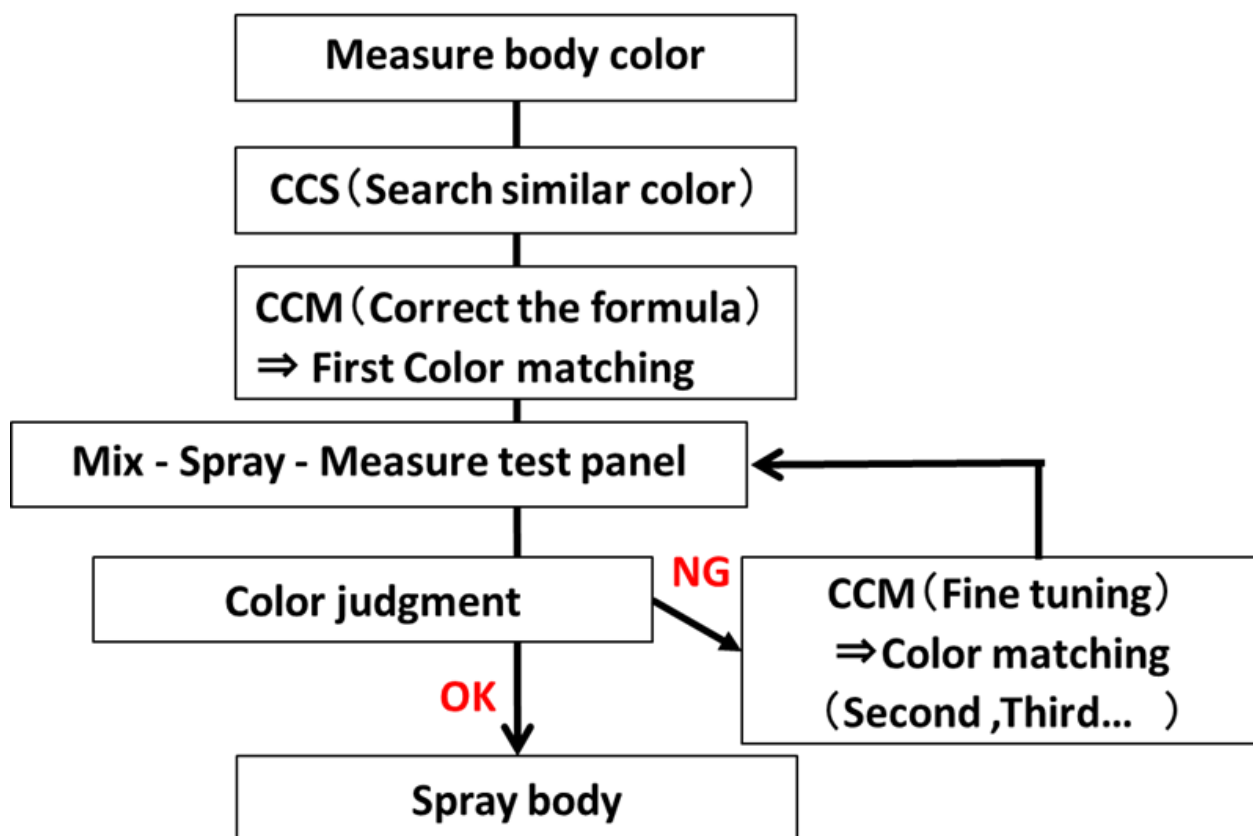 Measure body color
CCS（Search similar color）
CCM（Correct the formula）
⇒ First Color matching
Mix - Spray - Measure test panel
Color judgment
NG
CCM（Fine tuning）
⇒Color matching
（Second ,Third…　）
OK
Spray body